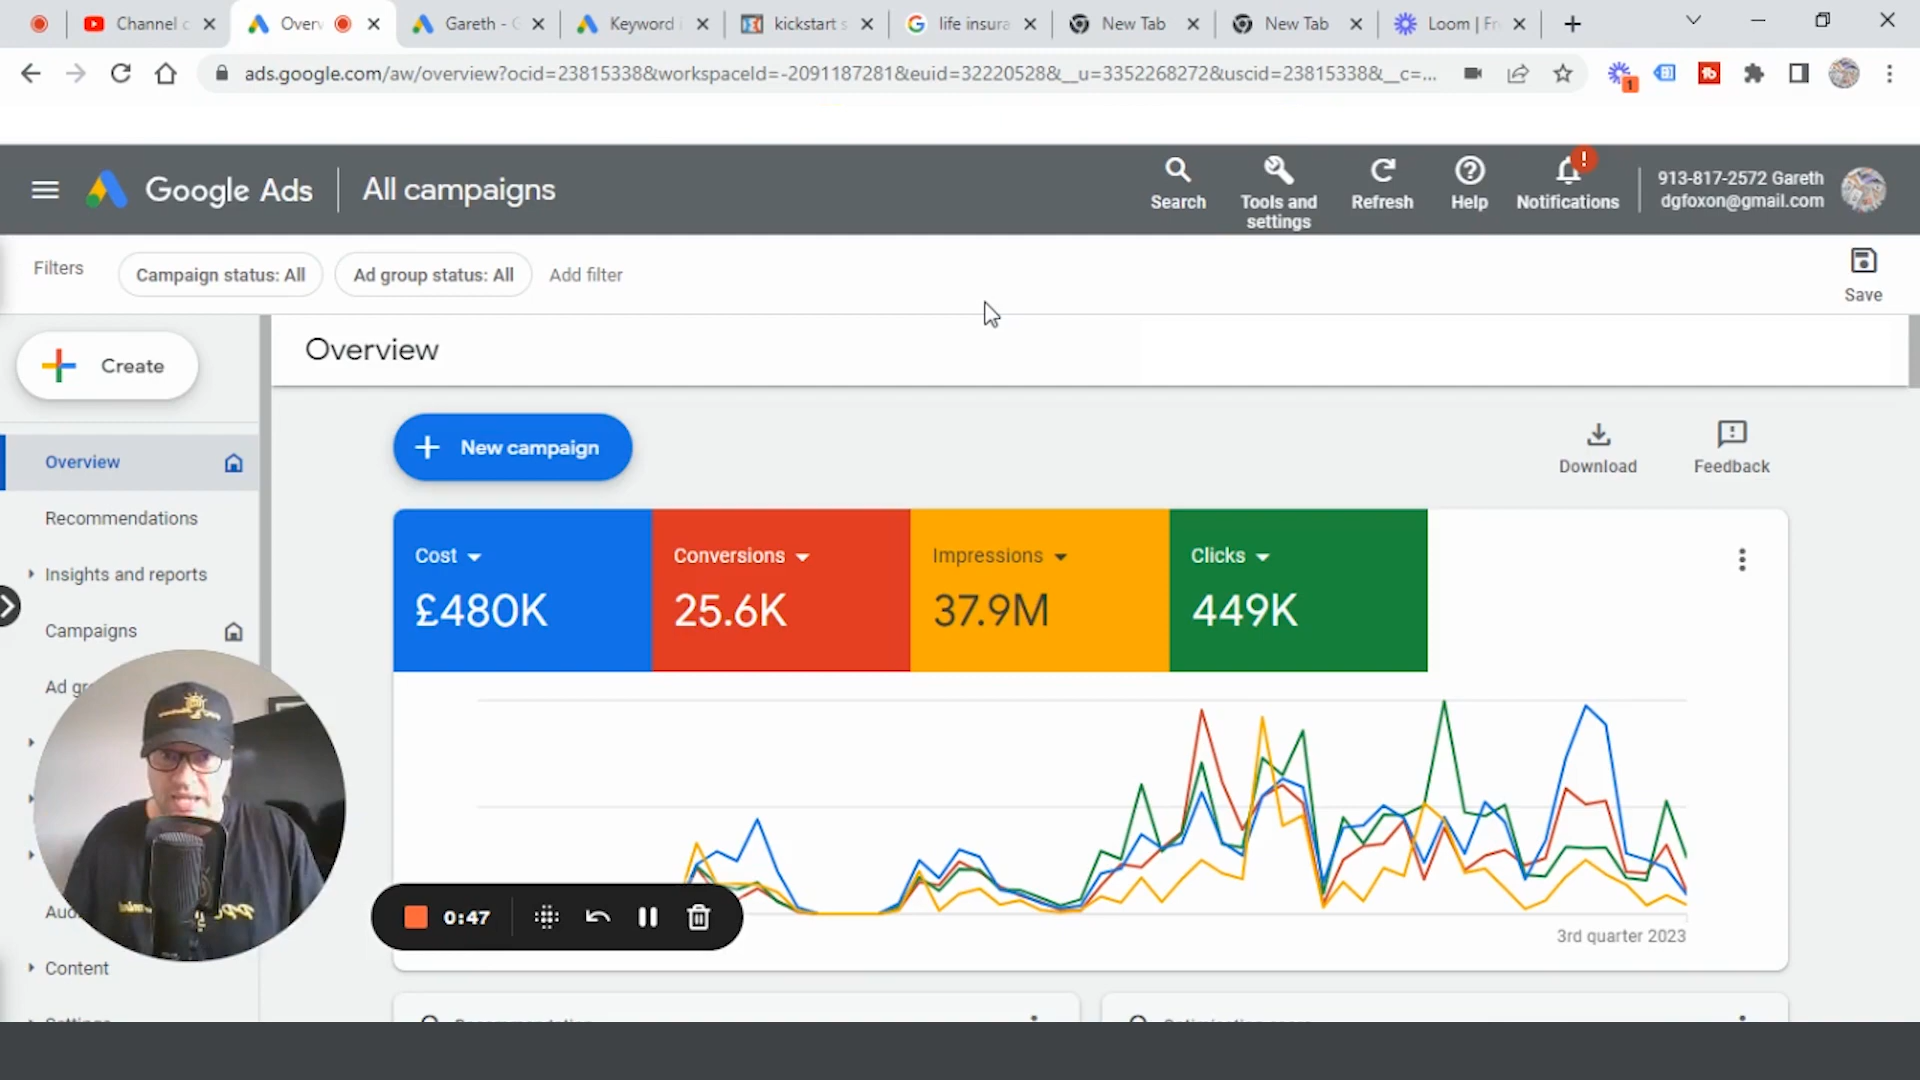 Channel c
Overv
Gareth - G
Keyword
kickstart s
life insura
New Tab
New Tab
Loom | Fr
ads.google.com/aw/overview?ocid=23815338&workspaceId=-2091187281&euid=32220528&__u=3352268272&uscid=23815338&__c=...
1
Google Ads
All campaigns
Search
Tools and
settings
Refresh
Help
!
Notifications
913-817-2572 Gareth
dgfoxon@gmail.com
Filters
Campaign status: All
Ad group status: All
Add filter
Save
Create
Overview
New campaign
Download
Feedback
Overview
Recommendations
Insights and reports
Campaigns
Ad gr
Content
Cost
£480K
Conversions
25.6K
Impressions
37.9M
Clicks
449K
3rd quarter 2023
0:47